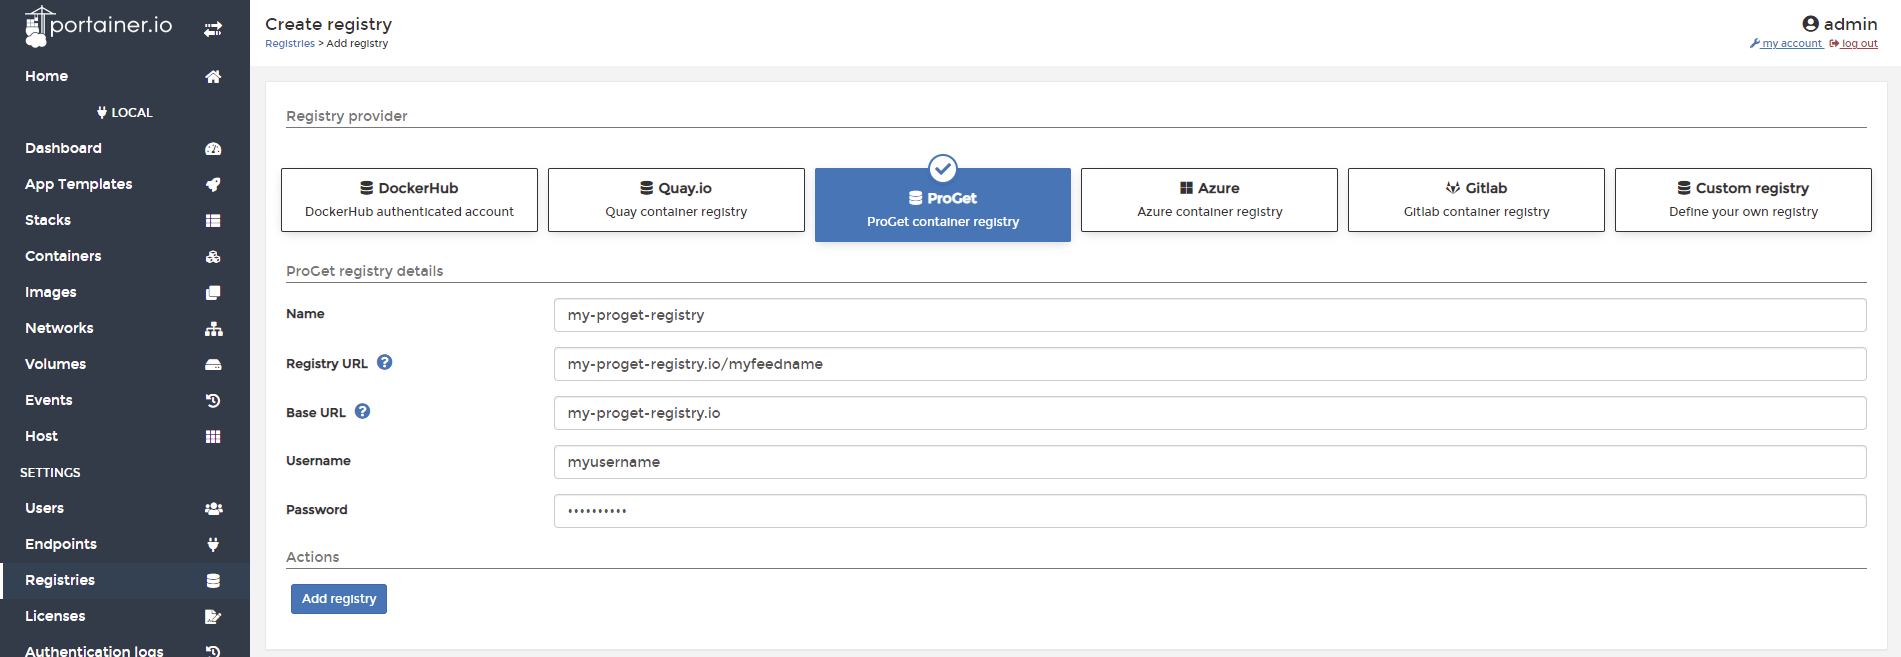 portainer.io
Home
LOCAL
Dashboard
App Templates
Stacks
Containers
Images
Networks
Volumes
Events
Host
SETTINGS
Users
Endpoints
Registries
Licenses
Authentication logs
Create registry
Registries > Add registry
admin
my account log out
Registry provider
DockerHub
DockerHub authenticated account
Quay.io
Quay container registry
ProGet
ProGet container registry
Azure
Azure container registry
Gitlab
Gitlab container registry
Custom registry
Define your own registry
ProGet registry details
Name my-proget-registry
Registry URL ? my-proget-registry.io/myfeedname
Base URL ? my-proget-registry.io
Username myusername
Password ••••••••••
Actions
Add registry